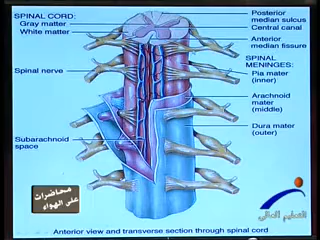 SPINAL CORD:
Gray matter
White matter
Spinal nerve
Subarachnoid
space
Posterior
median sulcus
Central canal
Anterior
median fissure
SPINAL
MENINGES:
Pia mater
(inner)
Arachnoid
mater
(middle)
Dura mater
(outer)
محاضرات
على الهواء
التعليم العالى
Anterior view and transverse section through spinal cord